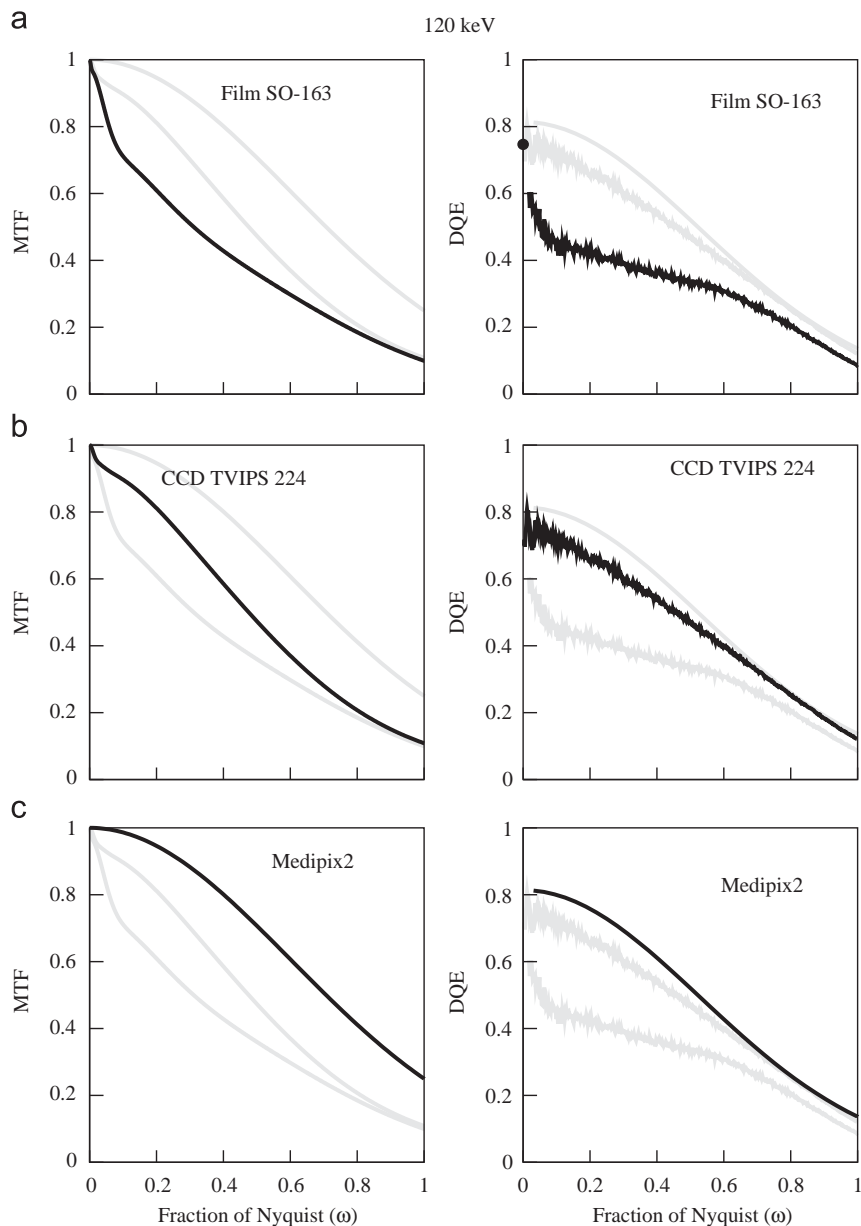 120 keV
a
1
0.8
0.6
0.4
0.2
0
MTF
Film SO-163
1
0.8
0.6
0.4
0.2
0
DQE
Film SO-163
b
1
0.8
0.6
0.4
0.2
0
MTF
CCD TVIPS 224
1
0.8
0.6
0.4
0.2
0
DQE
CCD TVIPS 224
c
1
0.8
0.6
0.4
0.2
0
MTF
Medipix2
0 0.2 0.4 0.6 0.8 1
Fraction of Nyquist (ω)
1
0.8
0.6
0.4
0.2
0
DQE
Medipix2
0 0.2 0.4 0.6 0.8 1
Fraction of Nyquist (ω)